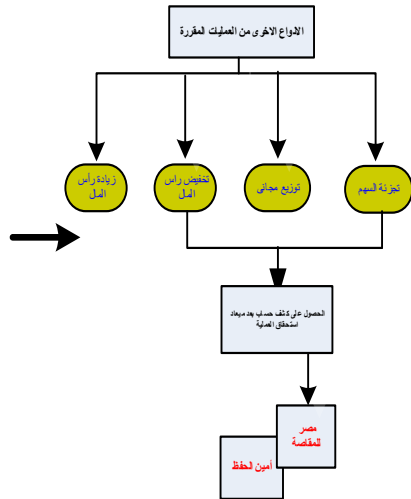 الانواع الاخرى من العمليات المقررة
تجزئة السهم
توزيع مجانى
تخفيض راس
المال
زيادة رأس
المال
الحصول على كشف حساب بعد ميعاد
استحقاق العملية
مصر
للمقاصة
أمين الحفظ